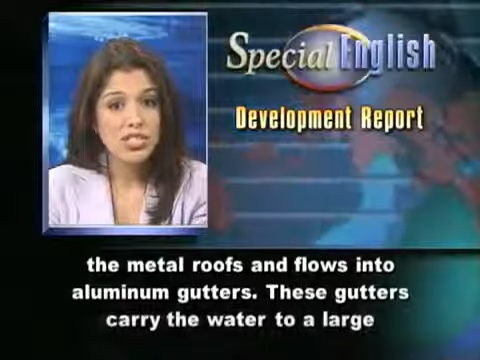 Special English
Development Report
the metal roofs and flows into
aluminum gutters. These gutters
carry the water to a large